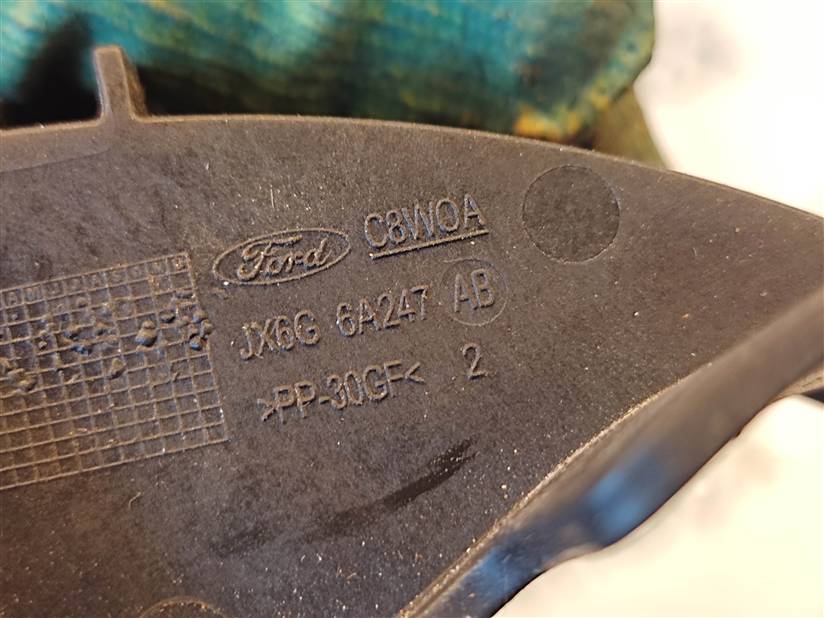 Ford C8WOA
JX6G 6A247 AB
>PP-30GF< 2